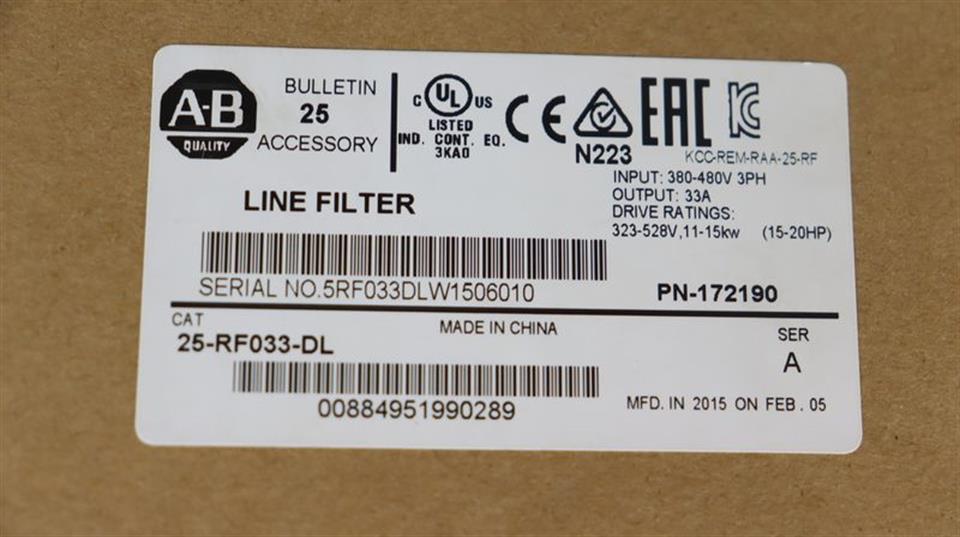 A-B
QUALITY
BULLETIN
25
ACCESSORY
C UL US
LISTED
IND. CONT. EQ.
3KA0
CE
N223
EAC
KC
KCC-REM-RAA-25-RF
LINE FILTER
INPUT: 380-480V 3PH
OUTPUT: 33A
DRIVE RATINGS:
323-528V,11-15kw (15-20HP)
SERIAL NO.5RF033DLW1506010
PN-172190
CAT
25-RF033-DL
MADE IN CHINA
SER
A
00884951990289
MFD. IN 2015 ON FEB. 05